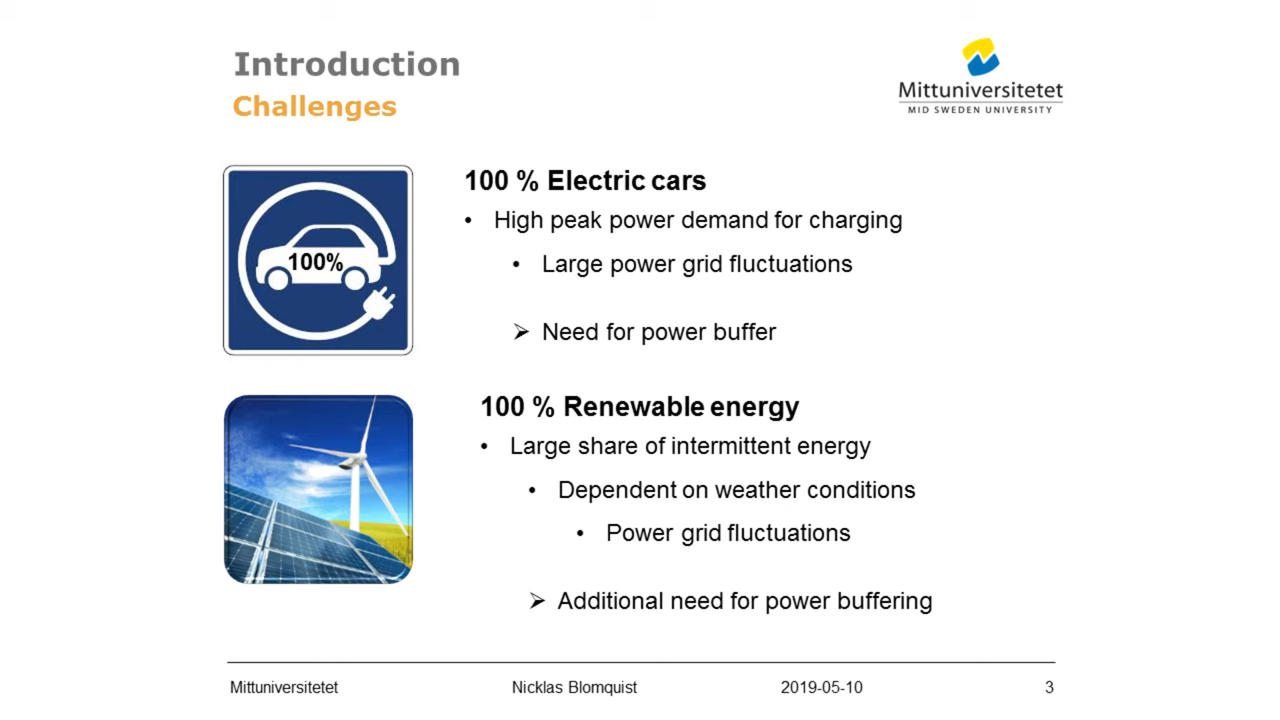 Introduction
Challenges
Mittuniversitetet
MID SWEDEN UNIVERSITY
100%
100 % Electric cars
• High peak power demand for charging
• Large power grid fluctuations
➢ Need for power buffer
100 % Renewable energy
• Large share of intermittent energy
• Dependent on weather conditions
• Power grid fluctuations
➢ Additional need for power buffering
Mittuniversitetet Nicklas Blomquist 2019-05-10 3